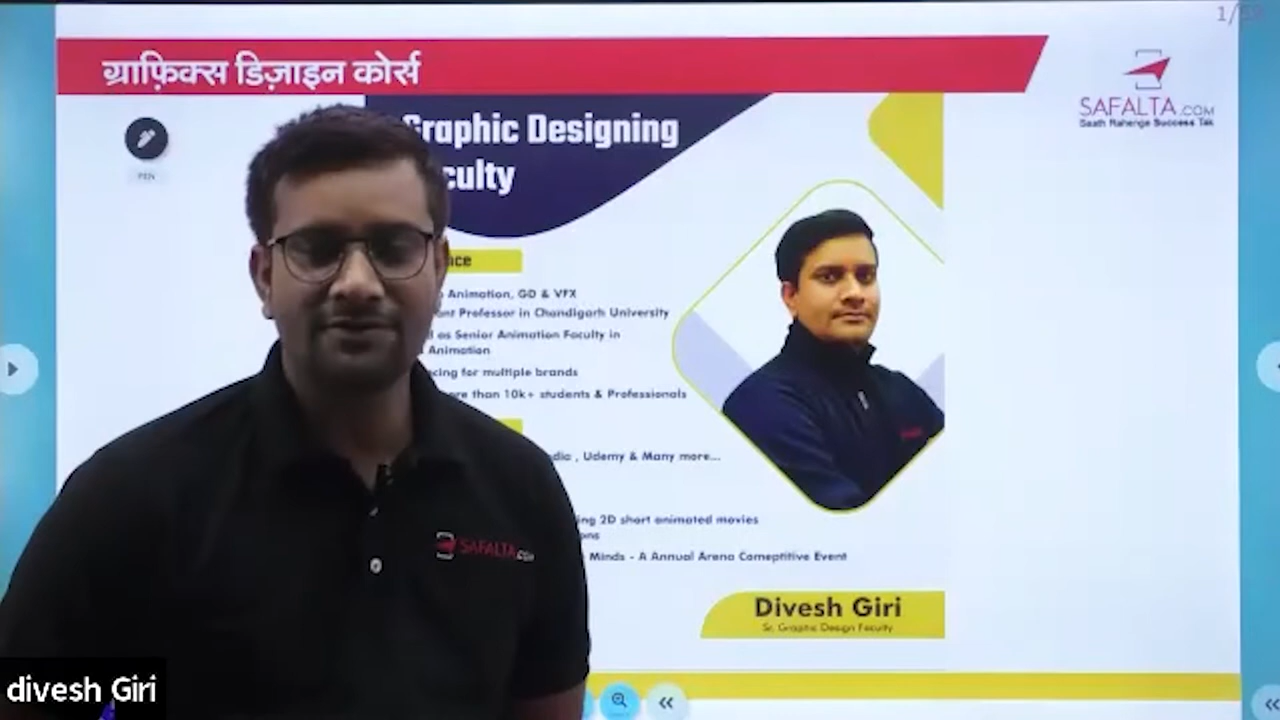 1/
ग्राफ़िक्स डिज़ाइन कोर्स
SAFALTA.COM
Saath Rahenge Success Tak
PEN
Graphic Designing
culty
nce
Animation, GD & VFX
ant Professor in Chandigarh University
as Senior Animation Faculty in
Animation
cing for multiple brands
ore than 10k+ students & Professionals
dia , Udemy & Many more...
ing 2D short animated movies
ons
Minds - A Annual Arena Comeptitive Event
SAFALTA.COM
Divesh Giri
Sr. Graphic Design Faculty
divesh Giri